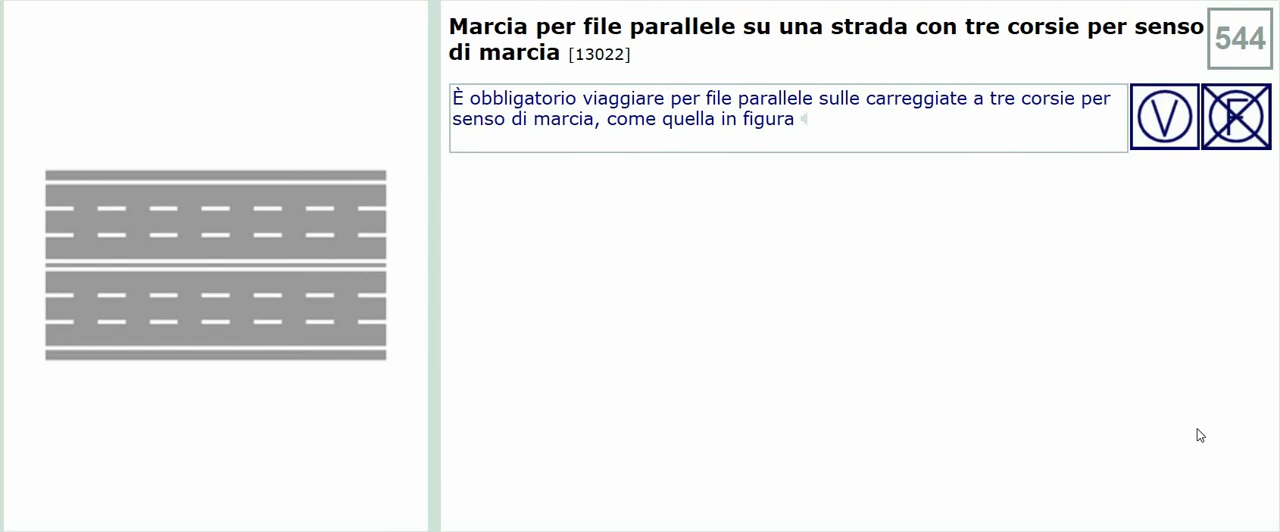 Marcia per file parallele su una strada con tre corsie per senso
di marcia [13022]
544
È obbligatorio viaggiare per file parallele sulle carreggiate a tre corsie per
senso di marcia, come quella in figura
V
F